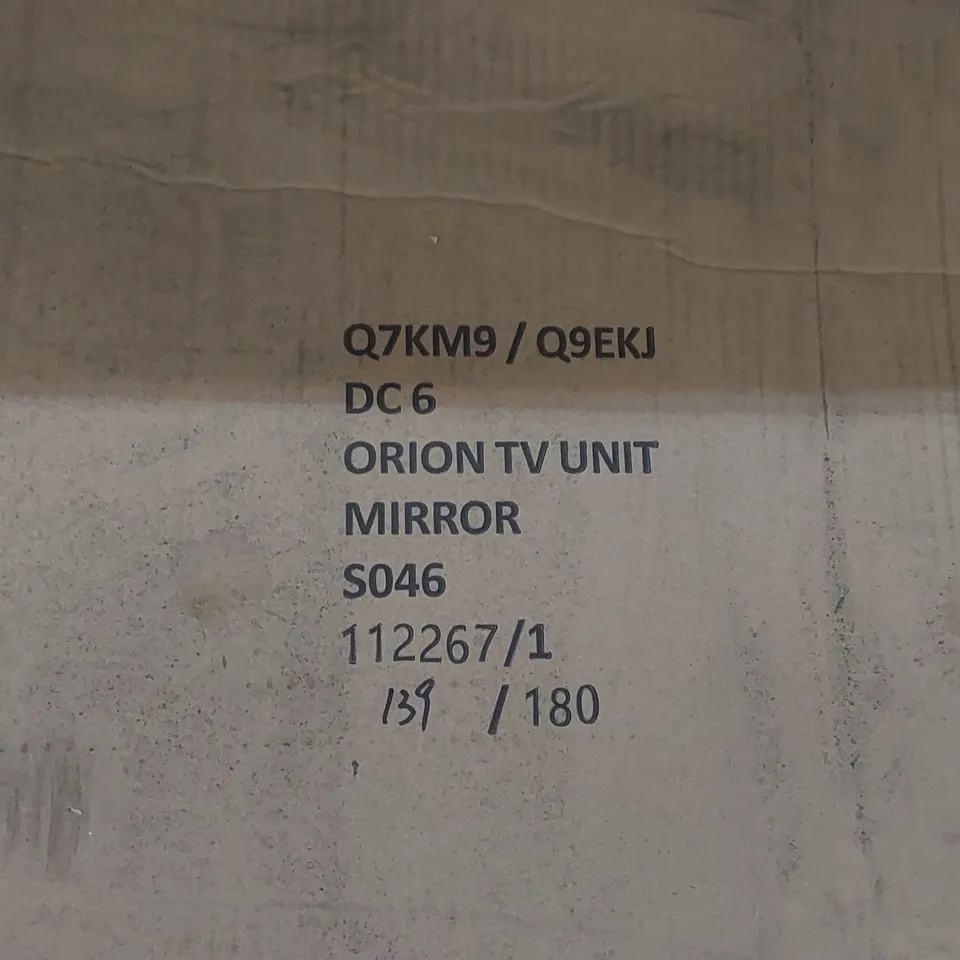 Q7KM9 / Q9EKJ
DC 6
ORION TV UNIT
MIRROR
S046
112267/1
139 / 180